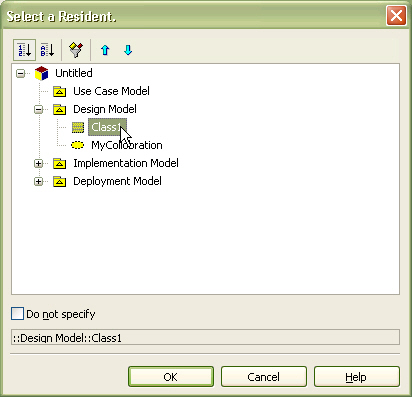 Select a Resident.
Untitled
Use Case Model
Design Model
Class1
MyColloration
Implementation Model
Deployment Model
Do not specify
::Design Model::Class1
OK Cancel Help